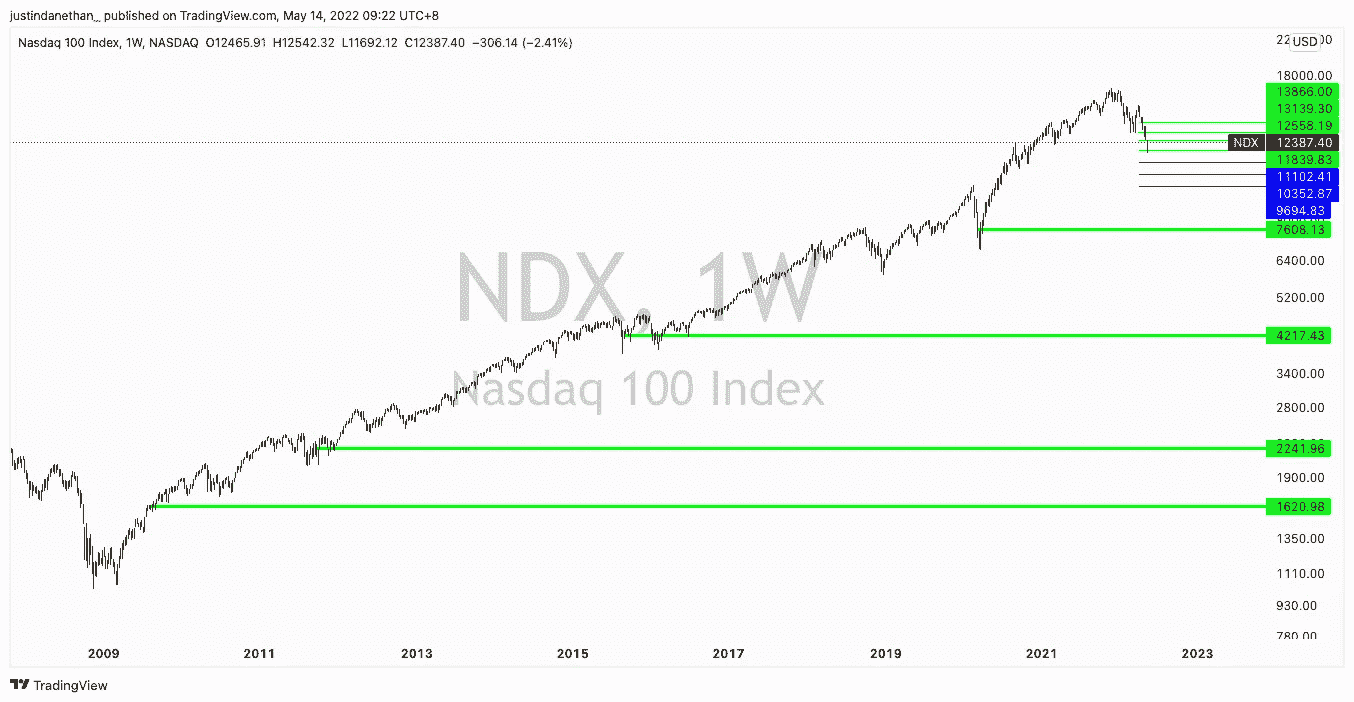 justindanethan_ published on TradingView.com, May 14, 2022 09:22 UTC+8
Nasdaq 100 Index, 1W, NASDAQ O12465.91 H12542.32 L11692.12 C12387.40 −306.14 (−2.41%)
USD
18000.00
13866.00
13139.30
12558.19
NDX 12387.40
11839.83
11102.41
10352.87
9694.83
7608.13
6400.00
NDX, 1W
5200.00
4217.43
Nasdaq 100 Index
3400.00
2800.00
2241.96
1900.00
1620.98
1350.00
1110.00
930.00
780.00
2009 2011 2013 2015 2017 2019 2021 2023
TradingView